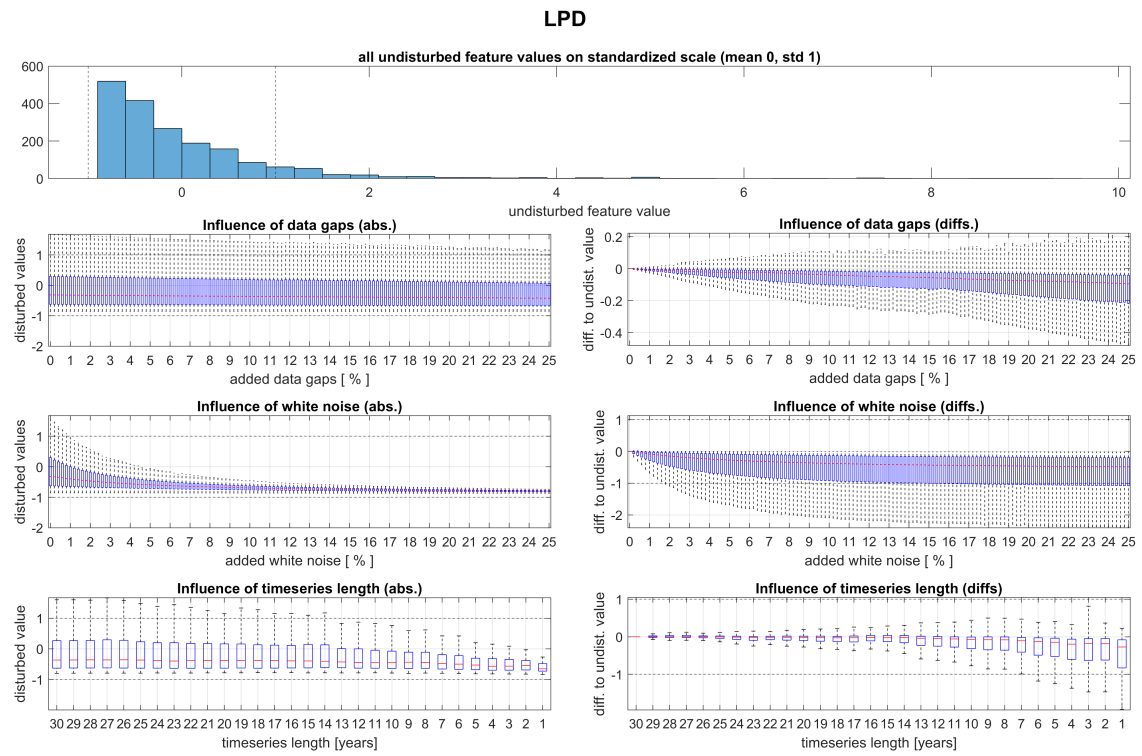 LPD
all undisturbed feature values on standardized scale (mean 0, std 1)
600
400
200
0
0 2 4 6 8 10
undisturbed feature value
Influence of data gaps (abs.)
disturbed values
1
0
-1
-2
0 1 2 3 4 5 6 7 8 9 10 11 12 13 14 15 16 17 18 19 20 21 22 23 24 25
added data gaps [ % ]
Influence of data gaps (diffs.)
diff. to undist. value
0.2
0
-0.2
-0.4
0 1 2 3 4 5 6 7 8 9 10 11 12 13 14 15 16 17 18 19 20 21 22 23 24 25
added data gaps [ % ]
Influence of white noise (abs.)
disturbed values
1
0
-1
-2
0 1 2 3 4 5 6 7 8 9 10 11 12 13 14 15 16 17 18 19 20 21 22 23 24 25
added white noise [ % ]
Influence of white noise (diffs.)
diff. to undist. value
1
0
-1
-2
0 1 2 3 4 5 6 7 8 9 10 11 12 13 14 15 16 17 18 19 20 21 22 23 24 25
added white noise [ % ]
Influence of timeseries length (abs.)
disturbed value
1
0
-1
30 29 28 27 26 25 24 23 22 21 20 19 18 17 16 15 14 13 12 11 10 9 8 7 6 5 4 3 2 1
timeseries length [years]
Influence of timeseries length (diffs)
diff. to undist. value
1
0
-1
30 29 28 27 26 25 24 23 22 21 20 19 18 17 16 15 14 13 12 11 10 9 8 7 6 5 4 3 2 1
timeseries length [years]